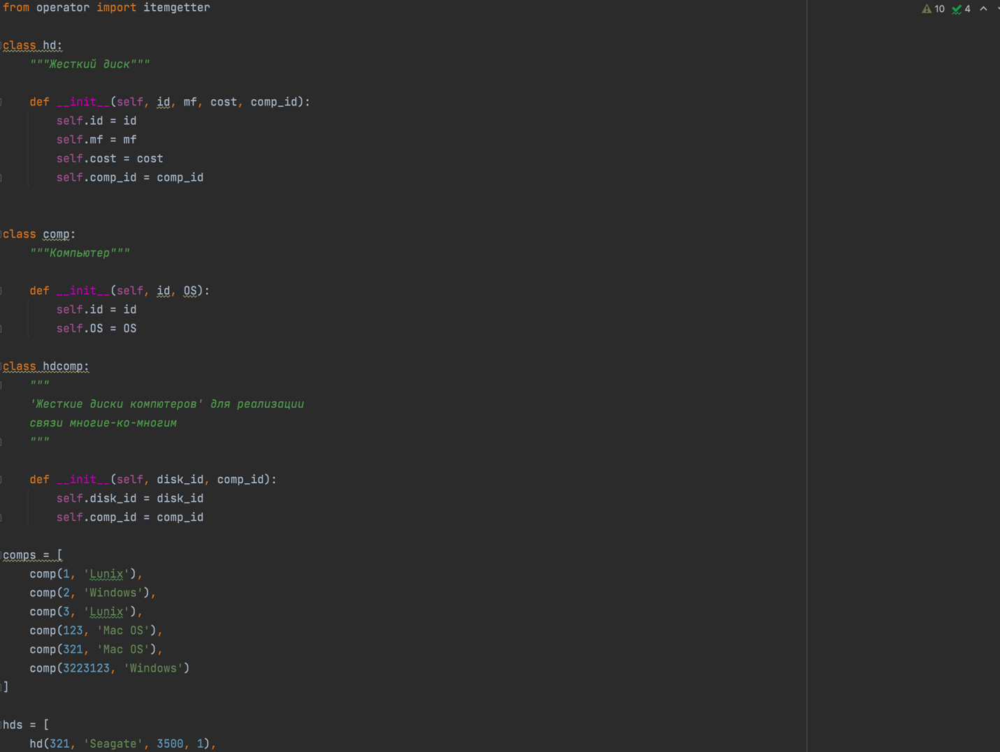 from operator import itemgetter
10 4
class hd:
"""Жесткий диск"""
def __init__(self, id, mf, cost, comp_id):
self.id = id
self.mf = mf
self.cost = cost
self.comp_id = comp_id
class comp:
"""Компьютер"""
def __init__(self, id, OS):
self.id = id
self.OS = OS
class hdcomp:
"""
'Жесткие диски компютеров' для реализации
связи многие-ко-многим
"""
def __init__(self, disk_id, comp_id):
self.disk_id = disk_id
self.comp_id = comp_id
comps = [
comp(1, 'Lunix'),
comp(2, 'Windows'),
comp(3, 'Lunix'),
comp(123, 'Mac OS'),
comp(321, 'Mac OS'),
comp(3223123, 'Windows')
]
hds = [
hd(321, 'Seagate', 3500, 1),